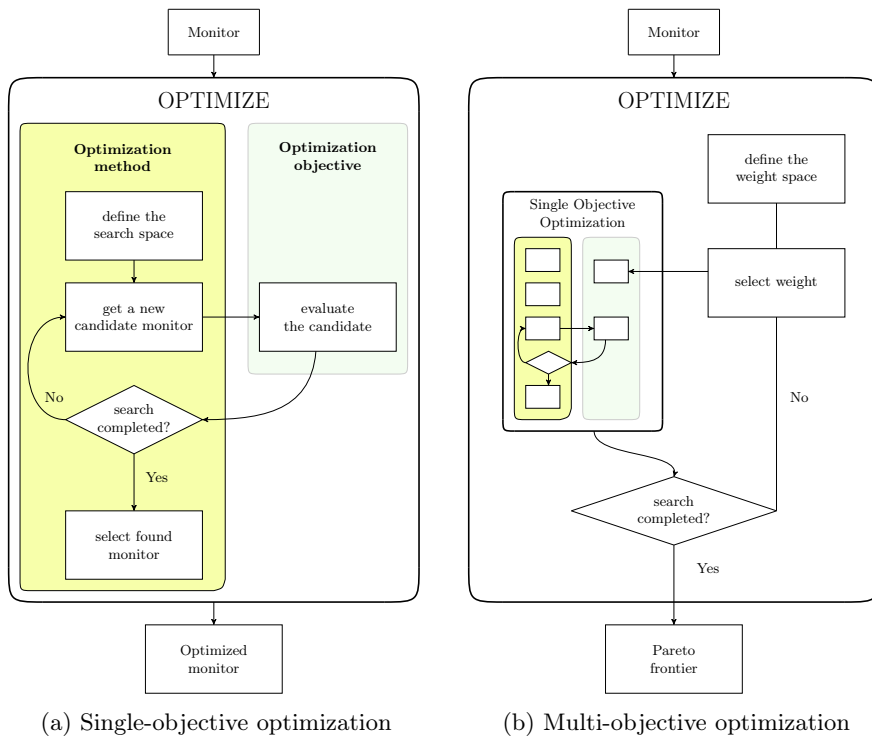 Monitor
OPTIMIZE
Optimization
method
Optimization
objective
define the
search space
get a new
candidate monitor
evaluate
the candidate
No
search
completed?
Yes
select found
monitor
Optimized
monitor
(a) Single-objective optimization
Monitor
OPTIMIZE
define the
weight space
Single Objective
Optimization
select weight
No
search
completed?
Yes
Pareto
frontier
(b) Multi-objective optimization